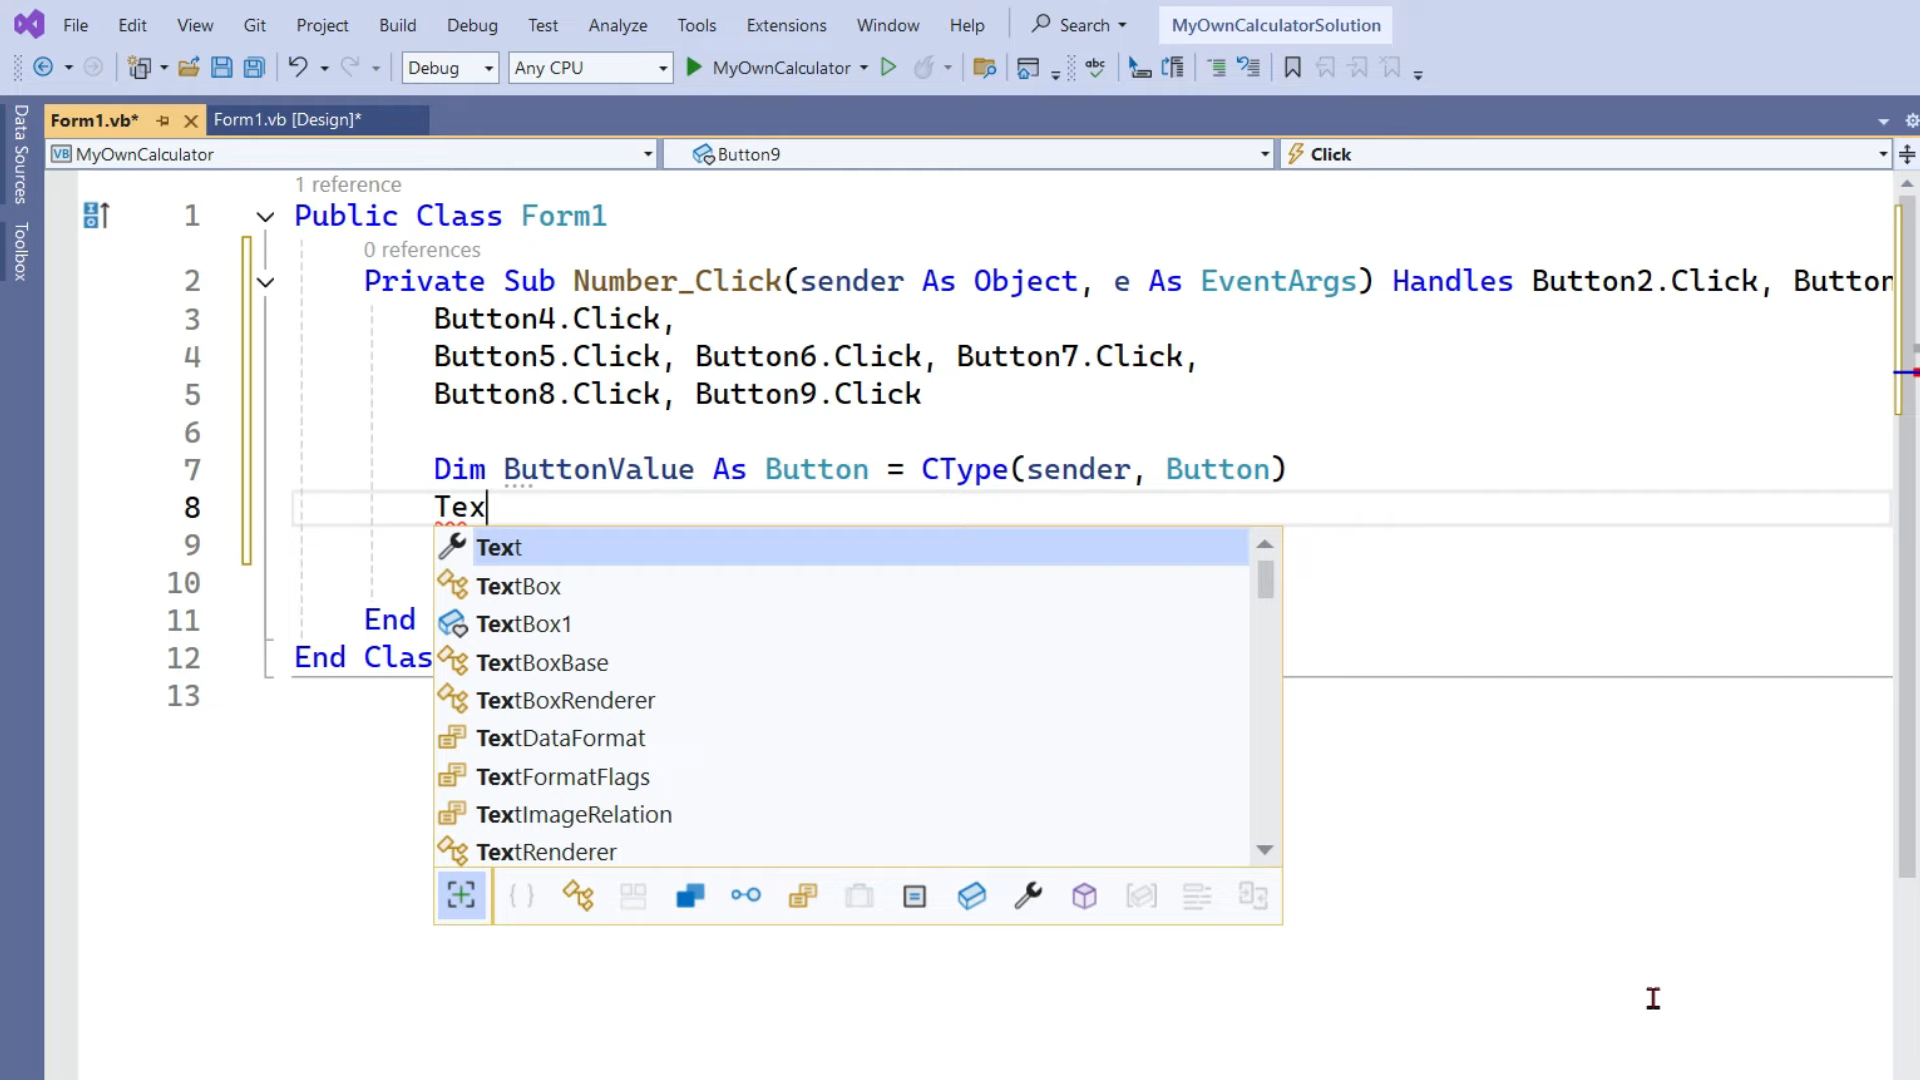 File Edit View Git Project Build Debug Test Analyze Tools Extensions Window Help Search MyOwnCalculatorSolution
Debug Any CPU MyOwnCalculator abc
Form1.vb* Form1.vb [Design]*
VB MyOwnCalculator Button9 Click
Data Sources
Toolbox
1 reference
1 Public Class Form1
0 references
2 Private Sub Number_Click(sender As Object, e As EventArgs) Handles Button2.Click, Button
3 Button4.Click,
4 Button5.Click, Button6.Click, Button7.Click,
5 Button8.Click, Button9.Click
6
7 Dim ButtonValue As Button = CType(sender, Button)
8 Tex
9
10
11 End
12 End Clas
13
Text
TextBox
TextBox1
TextBoxBase
TextBoxRenderer
TextDataFormat
TextFormatFlags
TextImageRelation
TextRenderer